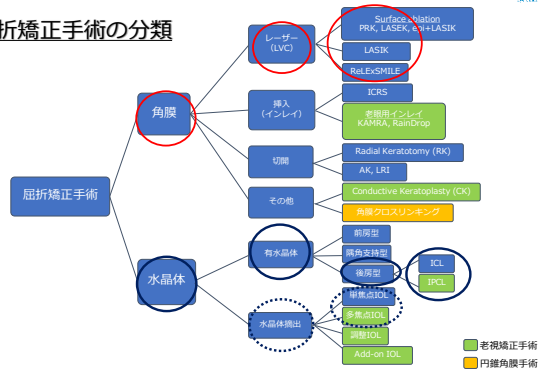 折矯正手術の分類
屈折矯正手術
角膜
水晶体
レーザー
(LVC)
挿入
(インレイ)
切開
その他
有水晶体
水晶体摘出
Surface ablation
PRK, LASEK, epi+LASIK
LASIK
ReLExSMILE
ICRS
老眼用インレイ
KAMRA, RainDrop
Radial Keratotomy (RK)
AK, LRI
Conductive Keratoplasty (CK)
角膜クロスリンキング
前房型
隅角支持型
後房型
ICL
IPCL
単焦点IOL
多焦点IOL
調整IOL
Add-on IOL
老視矯正手術
円錐角膜手術